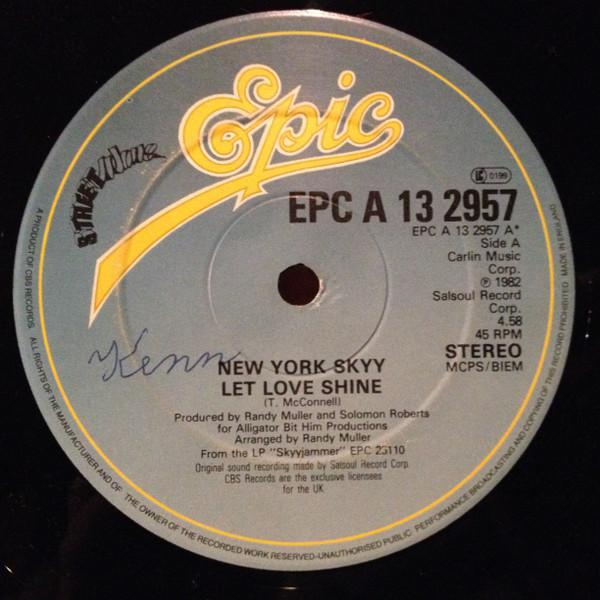 Epic
STREETWAVE
LC 0199
EPC A 13 2957
EPC A 13 2957 A*
Side A
Carlin Music
Corp.
℗ 1982
Salsoul Record
Corp.
4.58
45 RPM
STEREO
MCPS/BIEM
Kenn
NEW YORK SKYY
LET LOVE SHINE
(T. McConnell)
Produced by Randy Muller and Solomon Roberts
for Alligator Bit Him Productions
Arranged by Randy Muller
From the LP "Skyyjammer" EPC 25110
Original sound recording made by Salsoul Record Corp.
CBS Records are the exclusive licensees
for the UK
A PRODUCT OF CBS RECORDS. ALL RIGHTS OF THE MANUFACTURER AND OF THE OWNER OF THE RECORDED WORK RESERVED-UNAUTHORISED PUBLIC PERFORMANCE BROADCASTING AND COPYING OF THIS RECORD PROHIBITED MADE IN ENGLAND